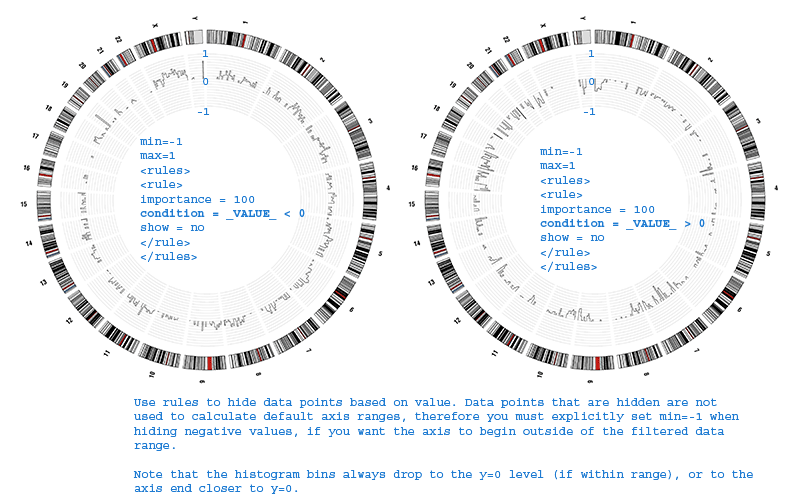 Y
1
2
3
4
5
6
7
8
9
10
11
12
13
14
15
16
17
18
19
20
21
22
X
1
0
-1
min=-1
max=1
<rules>
<rule>
importance = 100
condition = _VALUE_ < 0
show = no
</rule>
</rules>
Y
1
2
3
4
5
6
7
8
9
10
11
12
13
14
15
16
17
18
19
20
21
22
X
1
0
-1
min=-1
max=1
<rules>
<rule>
importance = 100
condition = _VALUE_ > 0
show = no
</rule>
</rules>
Use rules to hide data points based on value. Data points that are hidden are not
used to calculate default axis ranges, therefore you must explicitly set min=-1 when
hiding negative values, if you want the axis to begin outside of the filtered data
range.
Note that the histogram bins always drop to the y=0 level (if within range), or to the
axis end closer to y=0.